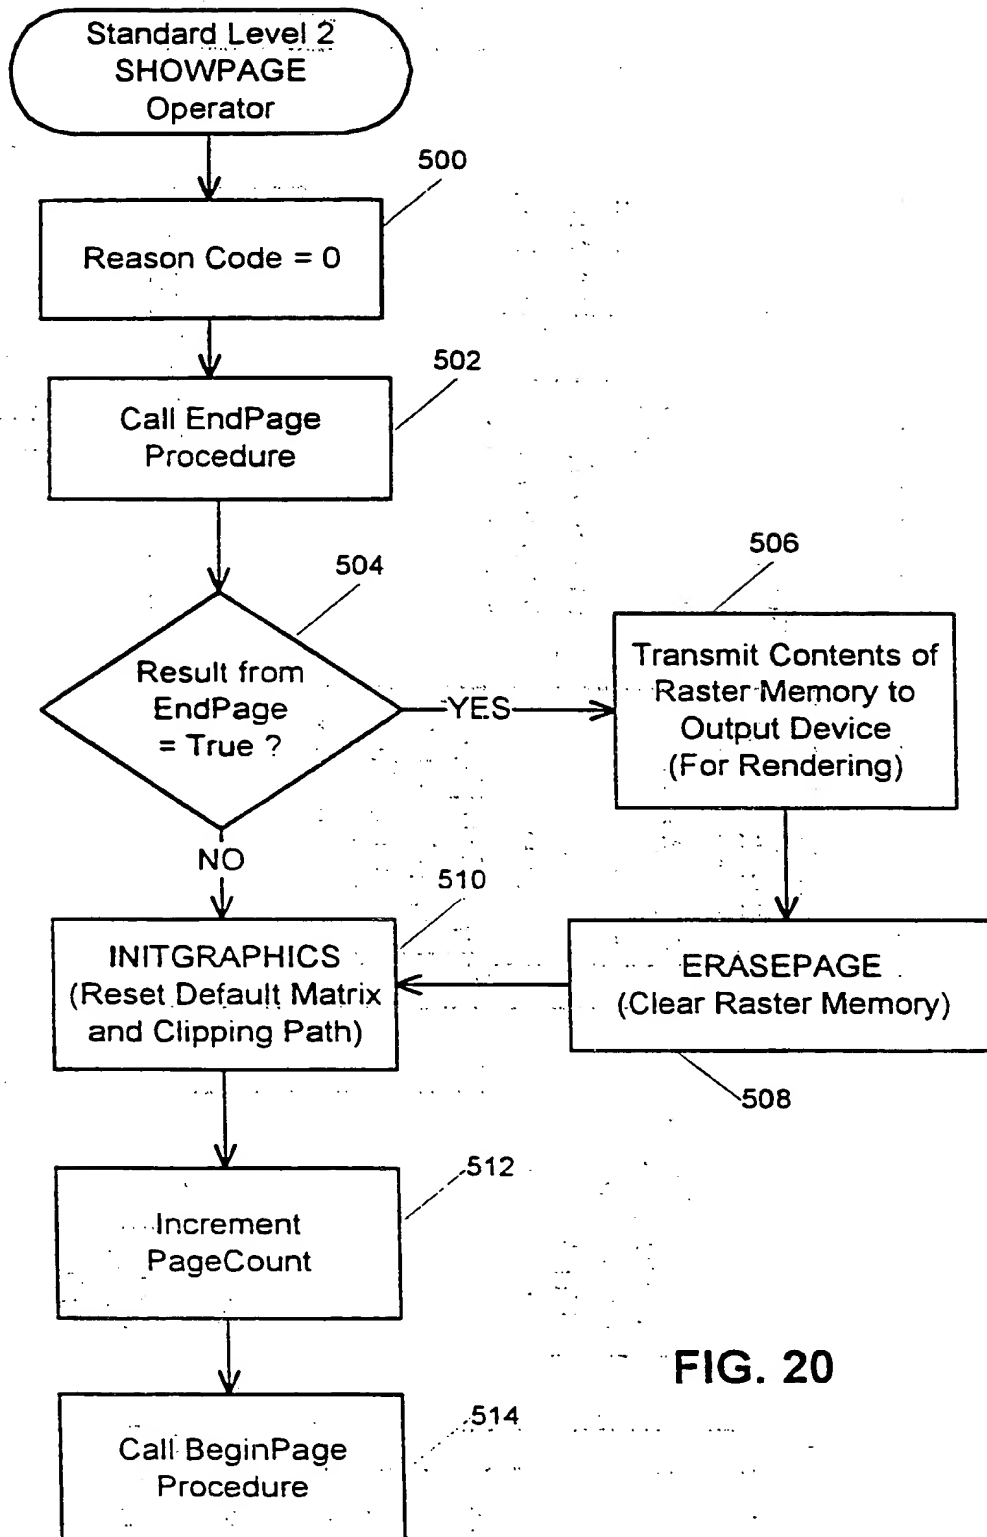 Standard Level 2
SHOWPAGE
Operator
500
Reason Code = 0
502
Call EndPage
Procedure
504
Result from
EndPage
= True ?
YES
506
Transmit Contents of
Raster Memory to
Output Device
(For Rendering)
NO
510
INITGRAPHICS
(Reset Default Matrix
and Clipping Path)
ERASEPAGE
(Clear Raster Memory)
508
512
Increment
PageCount
514
Call BeginPage
Procedure
FIG. 20